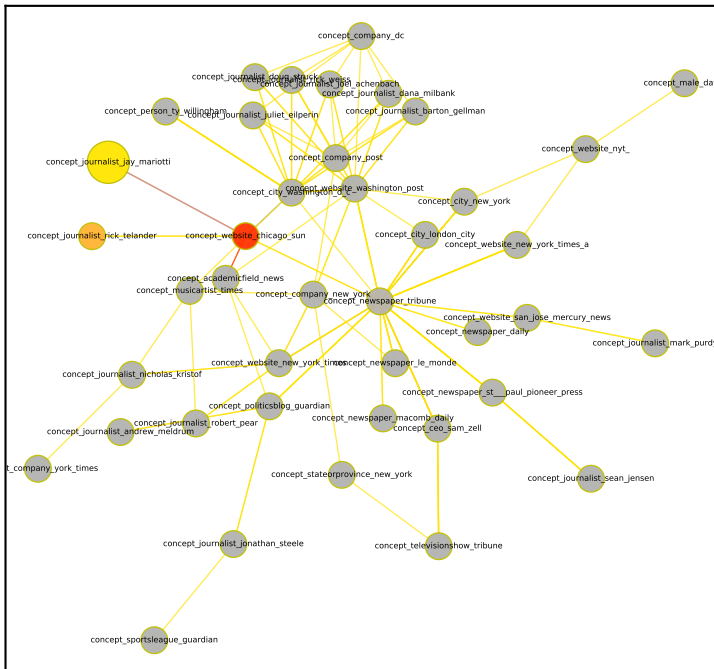 concept_company_dc
concept_journalist_doug_struck
concept_journalist_rick_weiss
concept_journalist_joel_achenbach
concept_male_da
concept_journalist_dana_milbank
concept_person_ty_willingham
concept_journalist_barton_gellman
concept_journalist_juliet_eilperin
concept_website_nyt_
concept_company_post
concept_journalist_jay_mariotti
concept_city_washington_d_c
concept_website_washington_post
concept_city_new_york
concept_journalist_rick_telander
concept_website_chicago_sun
concept_city_london_city
concept_website_new_york_times_a
concept_academicfield_news
concept_musicartist_times
concept_company_new_york
concept_newspaper_tribune
concept_website_san_jose_mercury_news
concept_newspaper_daily
concept_journalist_mark_purdy
concept_website_new_york_times
concept_newspaper_le_monde
concept_journalist_nicholas_kristof
concept_newspaper_st___paul_pioneer_press
concept_politicsblog_guardian
concept_newspaper_macomb_daily
concept_journalist_robert_pear
concept_ceo_sam_zell
concept_journalist_andrew_meldrum
t_company_york_times
concept_stateorprovince_new_york
concept_journalist_sean_jensen
concept_journalist_jonathan_steele
concept_televisionshow_tribune
concept_sportsleague_guardian